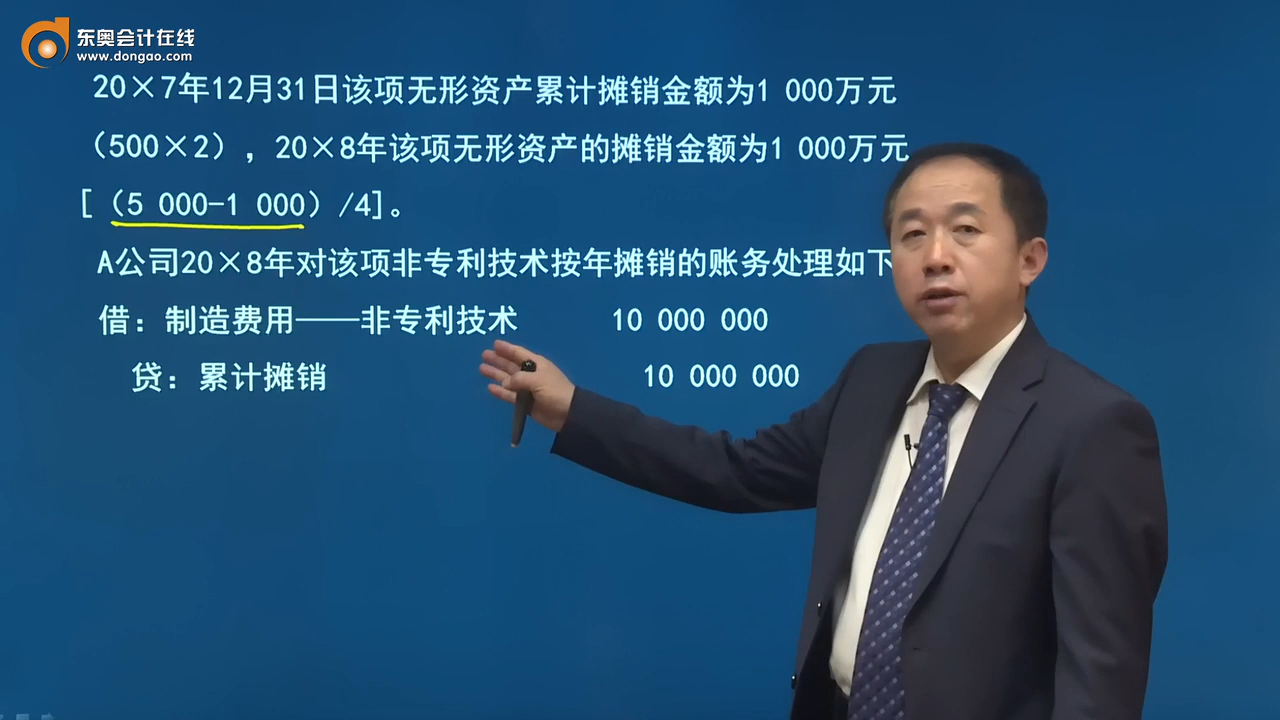 东奥会计在线
www.dongao.com
20×7年12月31日该项无形资产累计摊销金额为1 000万元
（500×2），20×8年该项无形资产的摊销金额为1 000万元
[（5 000-1 000）/4]。
A公司20×8年对该项非专利技术按年摊销的账务处理如下
借：制造费用——非专利技术 10 000 000
贷：累计摊销 10 000 000